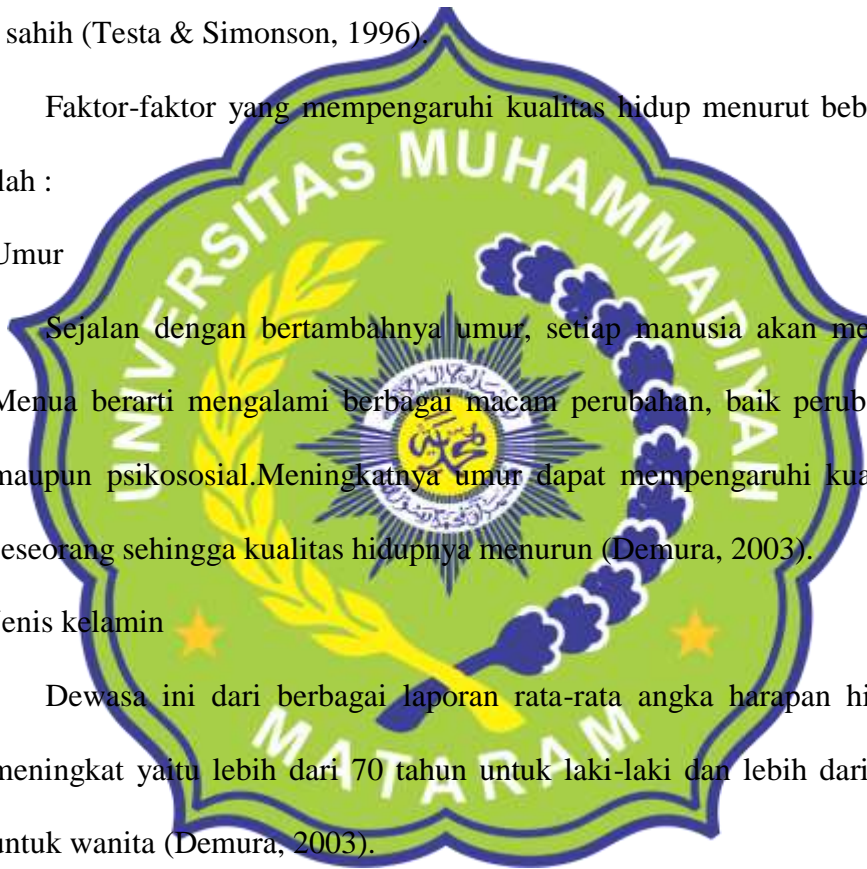 sahih (Testa & Simonson, 1996).
Faktor-faktor yang mempengaruhi kualitas hidup menurut beb
lah :
Umur
Sejalan dengan bertambahnya umur, setiap manusia akan me
Menua berarti mengalami berbagai macam perubahan, baik perub
maupun psikososial.Meningkatnya umur dapat mempengaruhi kua
seseorang sehingga kualitas hidupnya menurun (Demura, 2003).
Jenis kelamin
Dewasa ini dari berbagai laporan rata-rata angka harapan hi
meningkat yaitu lebih dari 70 tahun untuk laki-laki dan lebih dari
untuk wanita (Demura, 2003).
UNIVERSITAS MUHAMMADIYAH
MATARAM